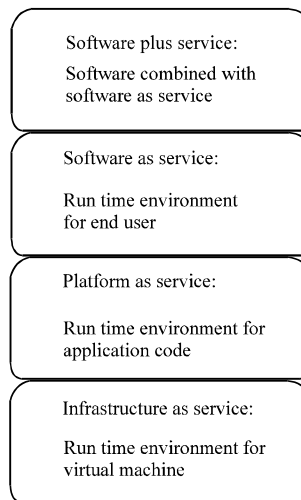 Software plus service:
Software combined with
software as service
Software as service:
Run time environment
for end user
Platform as service:
Run time environment for
application code
Infrastructure as service:
Run time environment for
virtual machine